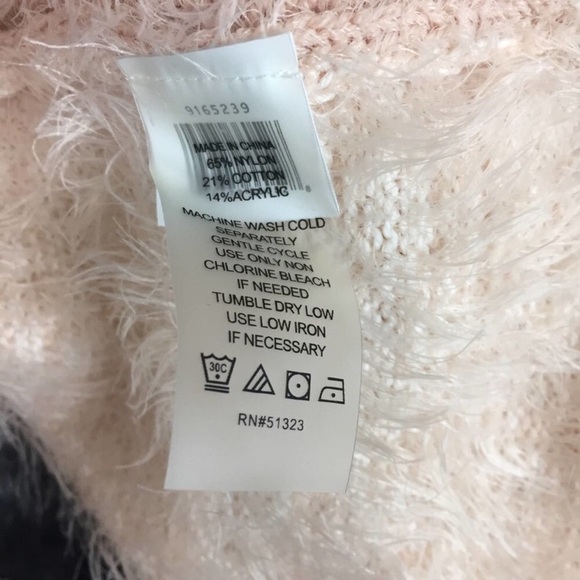 9165239
MADE IN CHINA
65% NYLON
21% COTTON
14%ACRYLIC
MACHINE WASH COLD
SEPARATELY
GENTLE CYCLE
USE ONLY NON
CHLORINE BLEACH
IF NEEDED
TUMBLE DRY LOW
USE LOW IRON
IF NECESSARY
30C
RN#51323